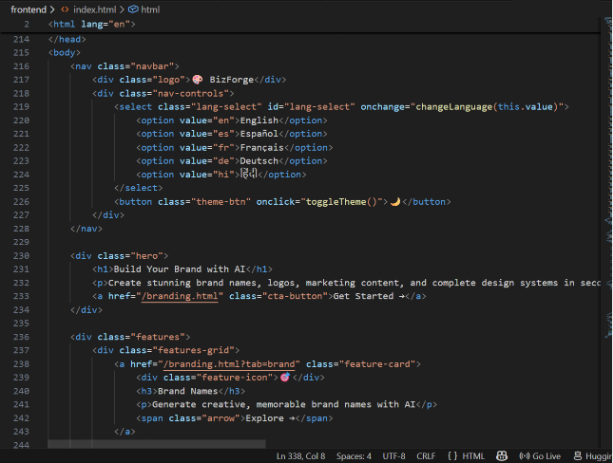 frontend > index.html > html
2 <html lang="en">
214 </head>
215 <body>
216 <nav class="navbar">
217 <div class="logo">🎨 BizForge</div>
218 <div class="nav-controls">
219 <select class="lang-select" id="lang-select" onchange="changeLanguage(this.value)">
220 <option value="en">English</option>
221 <option value="es">Español</option>
222 <option value="fr">Français</option>
223 <option value="de">Deutsch</option>
224 <option value="hi">हिंदी</option>
225 </select>
226 <button class="theme-btn" onclick="toggleTheme()">🌙</button>
227 </div>
228 </nav>
229
230 <div class="hero">
231 <h1>Build Your Brand with AI</h1>
232 <p>Create stunning brand names, logos, marketing content, and complete design systems in seco
233 <a href="/branding.html" class="cta-button">Get Started →</a>
234 </div>
235
236 <div class="features">
237 <div class="features-grid">
238 <a href="/branding.html?tab=brand" class="feature-card">
239 <div class="feature-icon">🎯</div>
240 <h3>Brand Names</h3>
241 <p>Generate creative, memorable brand names with AI</p>
242 <span class="arrow">Explore →</span>
243 </a>
244
Ln 338, Col 8 Spaces: 4 UTF-8 CRLF {} HTML Go Live Huggin